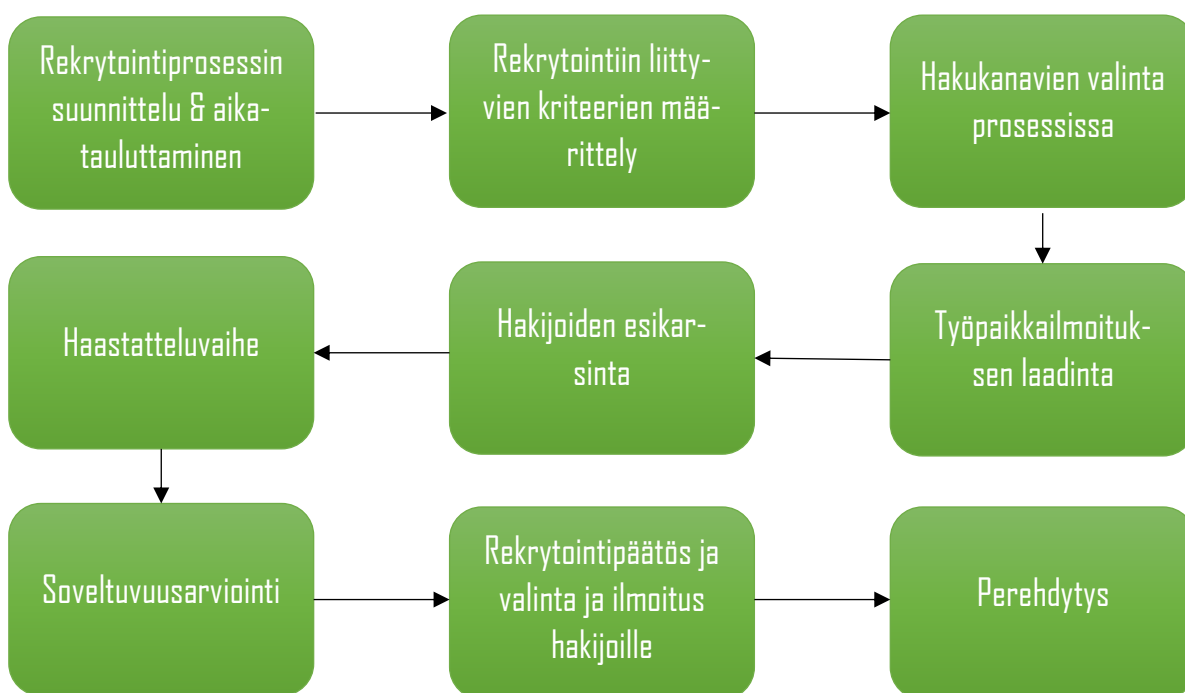 Rekrytointiprosessin
suunnittelu & aika-
tauluttaminen
Rekrytointiin liitty-
vien kriteerien mää-
rittely
Hakukanavien valinta
prosessissa
Työpaikkailmoituk-
sen laadinta
Hakijoiden esikar-
sinta
Haastatteluvaihe
Soveltuvuusarviointi
Rekrytointipäätös ja
valinta ja ilmoitus
hakijoille
Perehdytys